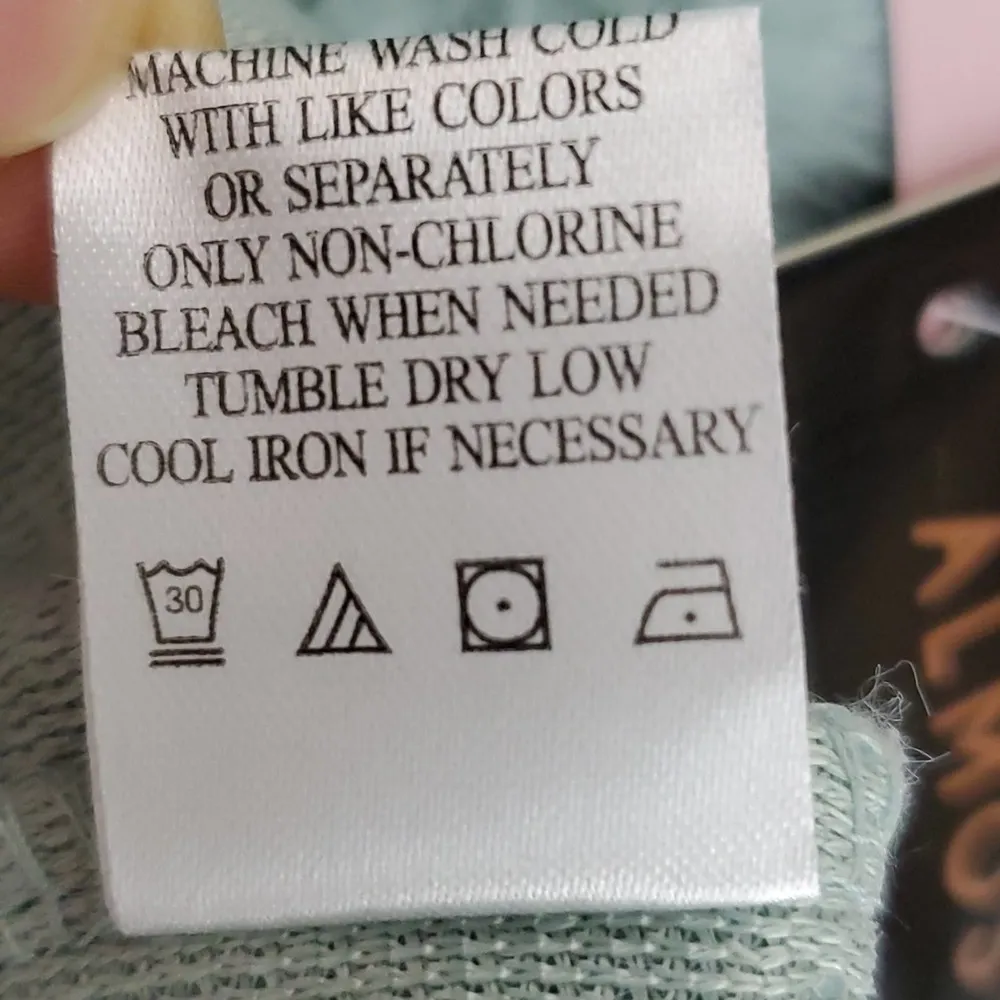 MACHINE WASH COLD
WITH LIKE COLORS
OR SEPARATELY
ONLY NON-CHLORINE
BLEACH WHEN NEEDED
TUMBLE DRY LOW
COOL IRON IF NECESSARY
30
ALMOS